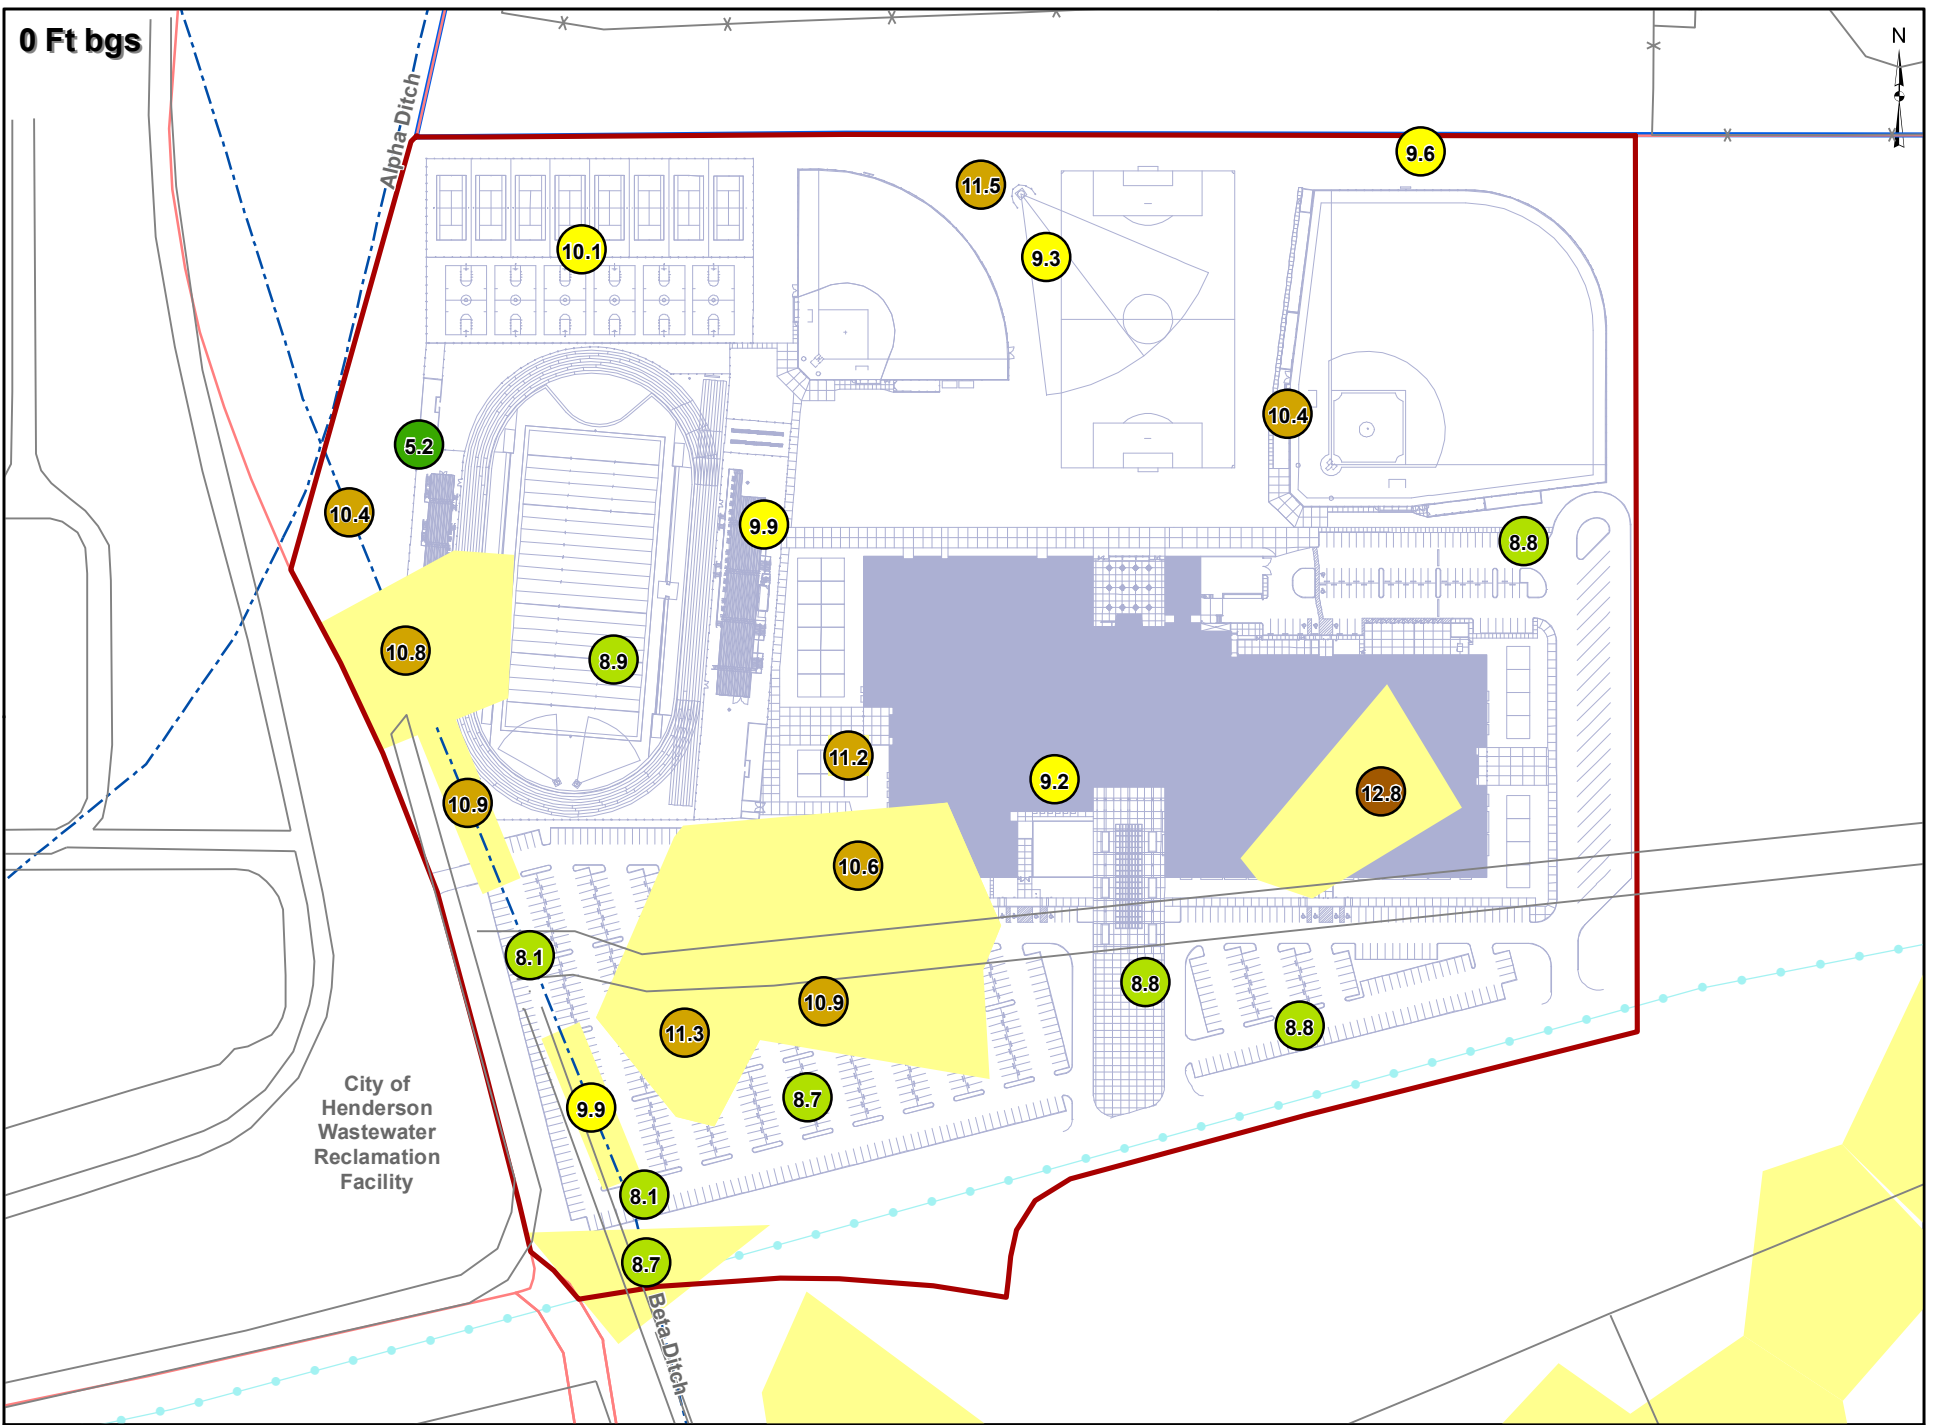 0 Ft bgs
N
Alpha Ditch
9.6
11.5
10.1
9.3
10.4
5.2
10.4
9.9
8.8
10.8
8.9
11.2
9.2
12.8
10.9
10.6
8.1
8.8
10.9
8.8
11.3
City of
Henderson
Wastewater
Reclamation
Facility
8.7
9.9
8.1
8.7
Beta Ditch